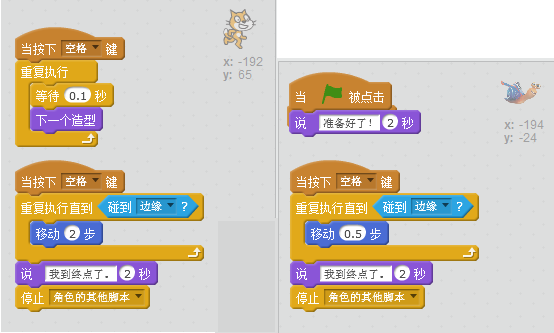 当按下 空格 键
重复执行
等待 0.1 秒
下一个造型
x: -192
y: 65
当按下 空格 键
重复执行直到 碰到 边缘 ?
移动 2 步
说 我到终点了. 2 秒
停止 角色的其他脚本
当 被点击
说 准备好了! 2 秒
x: -194
y: -24
当按下 空格 键
重复执行直到 碰到 边缘 ?
移动 0.5 步
说 我到终点了. 2 秒
停止 角色的其他脚本